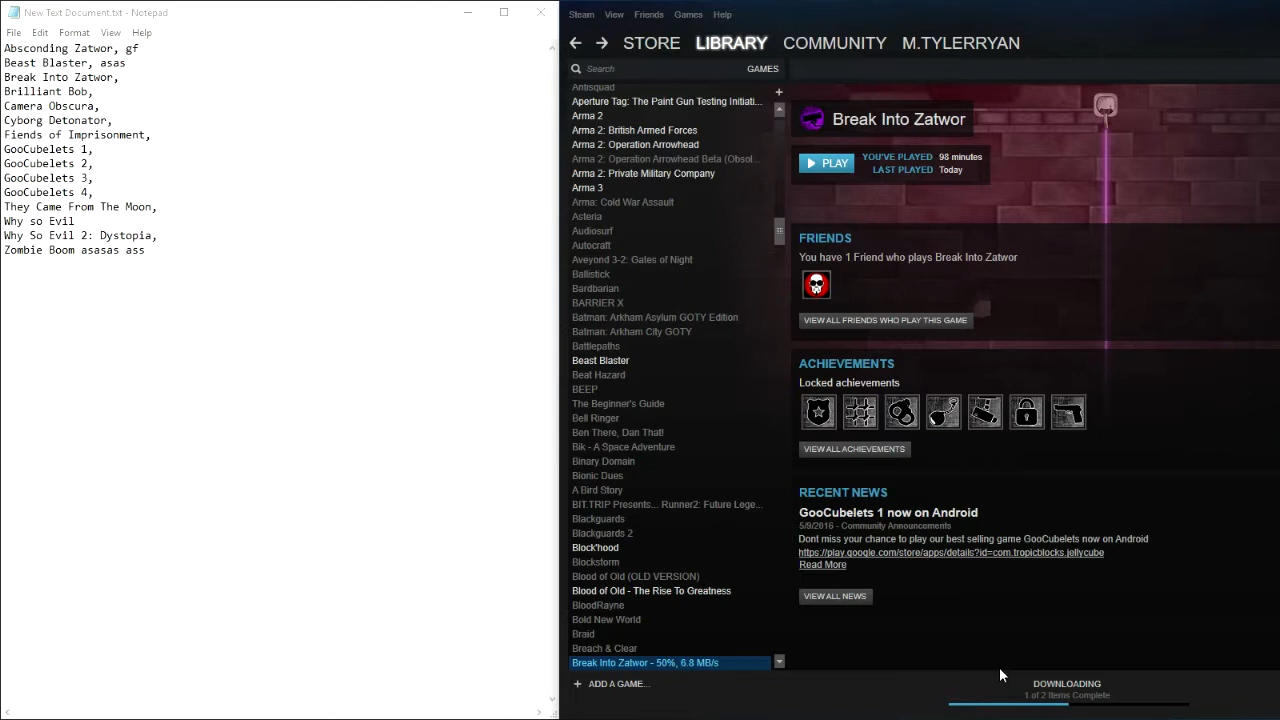 New Text Document.txt - Notepad
File Edit Format View Help
Absconding Zatwor, gf
Beast Blaster, asas
Break Into Zatwor,
Brilliant Bob,
Camera Obscura,
Cyborg Detonator,
Fiends of Imprisonment,
GooCubelets 1,
GooCubelets 2,
GooCubelets 3,
GooCubelets 4,
They Came From The Moon,
Why so Evil
Why So Evil 2: Dystopia,
Zombie Boom asasas ass
Steam View Friends Games Help
STORE LIBRARY COMMUNITY M.TYLERRYAN
Search GAMES
Antisquad
Aperture Tag: The Paint Gun Testing Initiati...
Arma 2
Arma 2: British Armed Forces
Arma 2: Operation Arrowhead
Arma 2: Operation Arrowhead Beta (Obsol...
Arma 2: Private Military Company
Arma 3
Arma: Cold War Assault
Asteria
Audiosurf
Autocraft
Aveyond 3-2: Gates of Night
Ballistick
Bardbarian
BARRIER X
Batman: Arkham Asylum GOTY Edition
Batman: Arkham City GOTY
Battlepaths
Beast Blaster
Beat Hazard
BEEP
The Beginner's Guide
Bell Ringer
Ben There, Dan That!
Bik - A Space Adventure
Binary Domain
Bionic Dues
A Bird Story
BIT.TRIP Presents... Runner2: Future Lege...
Blackguards
Blackguards 2
Block'hood
Blockstorm
Blood of Old (OLD VERSION)
Blood of Old - The Rise To Greatness
BloodRayne
Bold New World
Braid
Breach & Clear
Break Into Zatwor - 50%, 6.8 MB/s
+ ADD A GAME...
Break Into Zatwor
PLAY
YOU'VE PLAYED 98 minutes
LAST PLAYED Today
FRIENDS
You have 1 Friend who plays Break Into Zatwor
VIEW ALL FRIENDS WHO PLAY THIS GAME
ACHIEVEMENTS
Locked achievements
VIEW ALL ACHIEVEMENTS
RECENT NEWS
GooCubelets 1 now on Android
5/9/2016 - Community Announcements
Dont miss your chance to play our best selling game GooCubelets now on Android
https://play.google.com/store/apps/details?id=com.tropicblocks.jellycube
Read More
VIEW ALL NEWS
DOWNLOADING
1 of 2 Items Complete